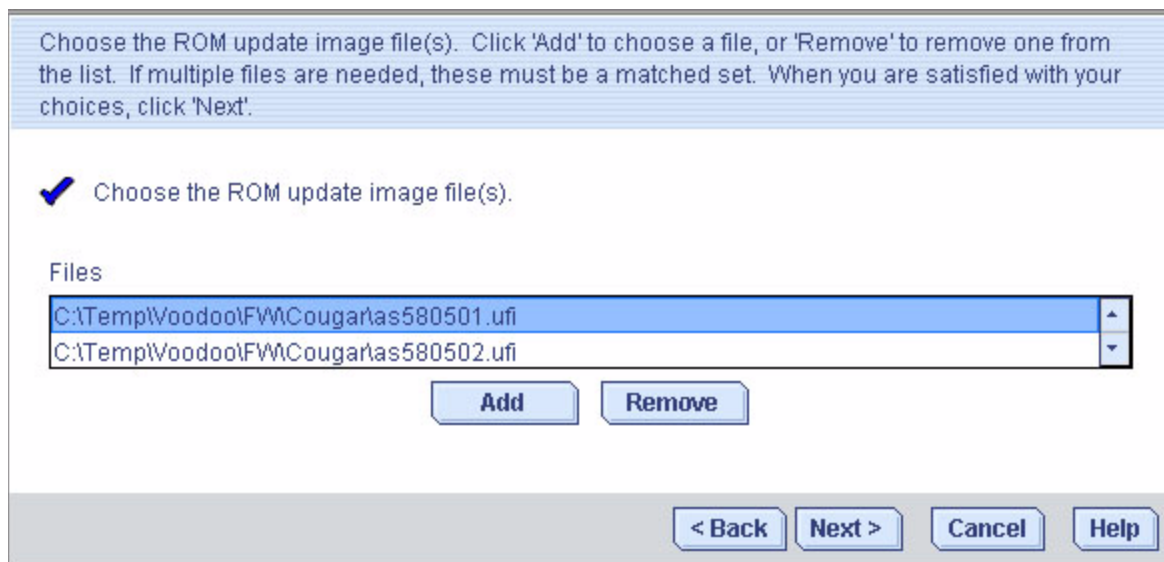 Choose the ROM update image file(s).  Click 'Add' to choose a file, or 'Remove' to remove one from
the list.  If multiple files are needed, these must be a matched set.  When you are satisfied with your
choices, click 'Next'.
Choose the ROM update image file(s).
Files
C:\Temp\Voodoo\FW\Cougar\as580501.ufi
C:\Temp\Voodoo\FW\Cougar\as580502.ufi
Add Remove
< Back Next > Cancel Help